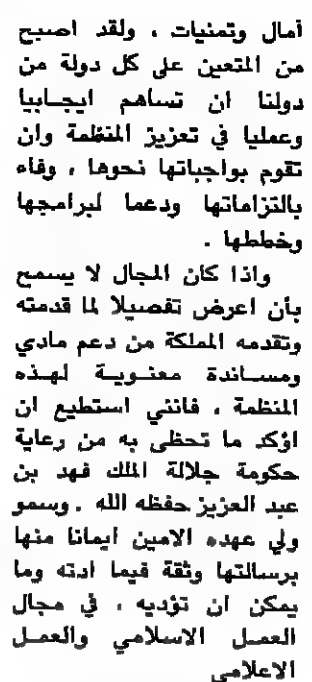 آمال وتمنيات ، ولقد اصبح
من المتعين على كل دولة من
دولنا ان تساهم ايجابيا
وعمليا في تعزيز المنظمة وان
تقوم بواجباتها نحوها ، وفاء
بالتزاماتها ودعما لبرامجها
وخططها .
واذا كان المجال لا يسمح
بأن اعرض تفصيلا لما قدمته
وتقدمه المملكة من دعم مادي
ومساندة معنوية لهذه
المنظمة ، فانني استطيع ان
اؤكد ما تحظى به من رعاية
حكومة جلالة الملك فهد بن
عبد العزيز حفظه الله . وسمو
ولي عهده الامين ايمانا منها
برسالتها وثقة فيما ادته وما
يمكن ان تؤديه ، في مجال
العمل الاسلامي والعمل
الاعلامي